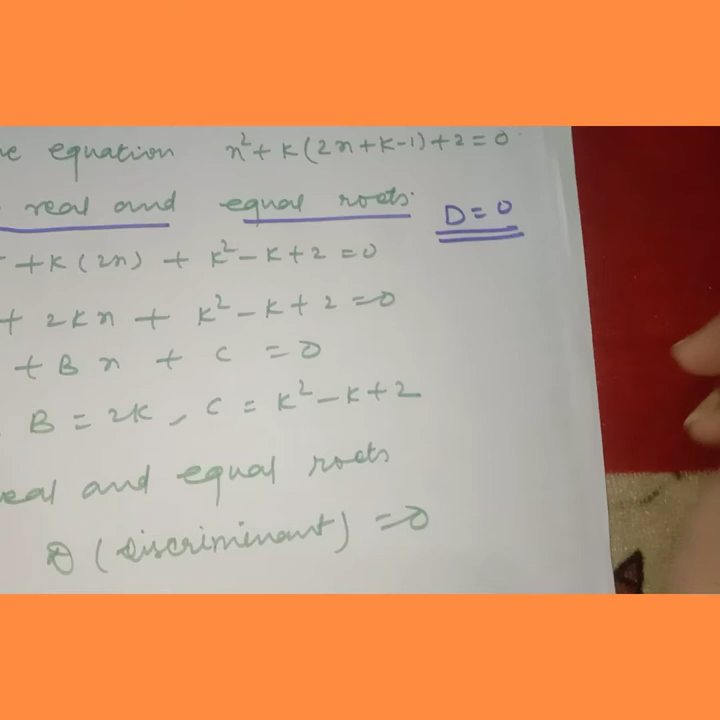 equation x² + k(2x+k-1)+2=0
real and equal roots. D=0
+k(2x) + k²-k+2=0
+ 2kx + k²-k+2=0
+Bx + C =0
B=2k, C=k²-k+2
real and equal roots
D (discriminant) =0